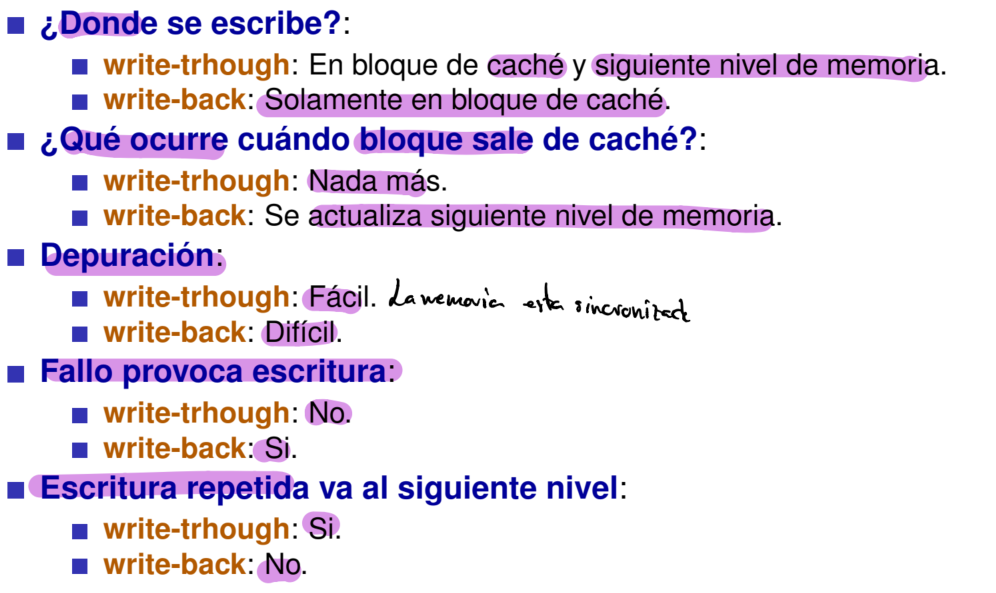 ¿Donde se escribe?:
write-trhough: En bloque de caché y siguiente nivel de memoria.
write-back: Solamente en bloque de caché.
¿Qué ocurre cuándo bloque sale de caché?:
write-trhough: Nada más.
write-back: Se actualiza siguiente nivel de memoria.
Depuración:
write-trhough: Fácil. La memoria esta sincronizada
write-back: Difícil.
Fallo provoca escritura:
write-trhough: No.
write-back: Si.
Escritura repetida va al siguiente nivel:
write-trhough: Si.
write-back: No.